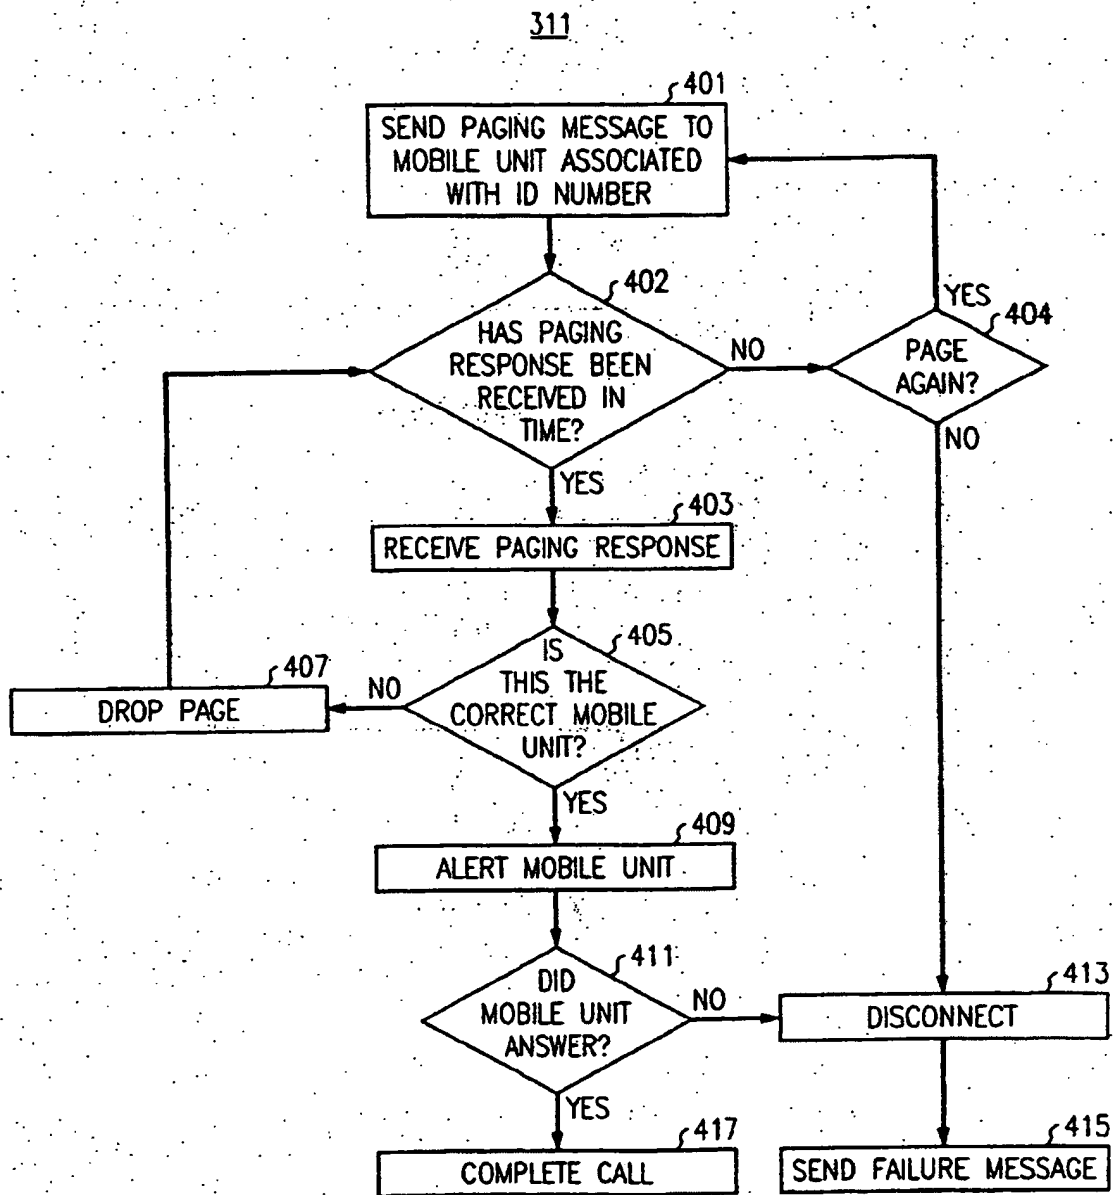 311
401
SEND PAGING MESSAGE TO
MOBILE UNIT ASSOCIATED
WITH ID NUMBER
402
HAS PAGING
RESPONSE BEEN
RECEIVED IN
TIME?
NO
YES
404
PAGE
AGAIN?
NO
YES
403
RECEIVE PAGING RESPONSE
405
IS
THIS THE
CORRECT MOBILE
UNIT?
NO
407
DROP PAGE
YES
409
ALERT MOBILE UNIT
411
DID
MOBILE UNIT
ANSWER?
NO
413
DISCONNECT
YES
417
COMPLETE CALL
415
SEND FAILURE MESSAGE